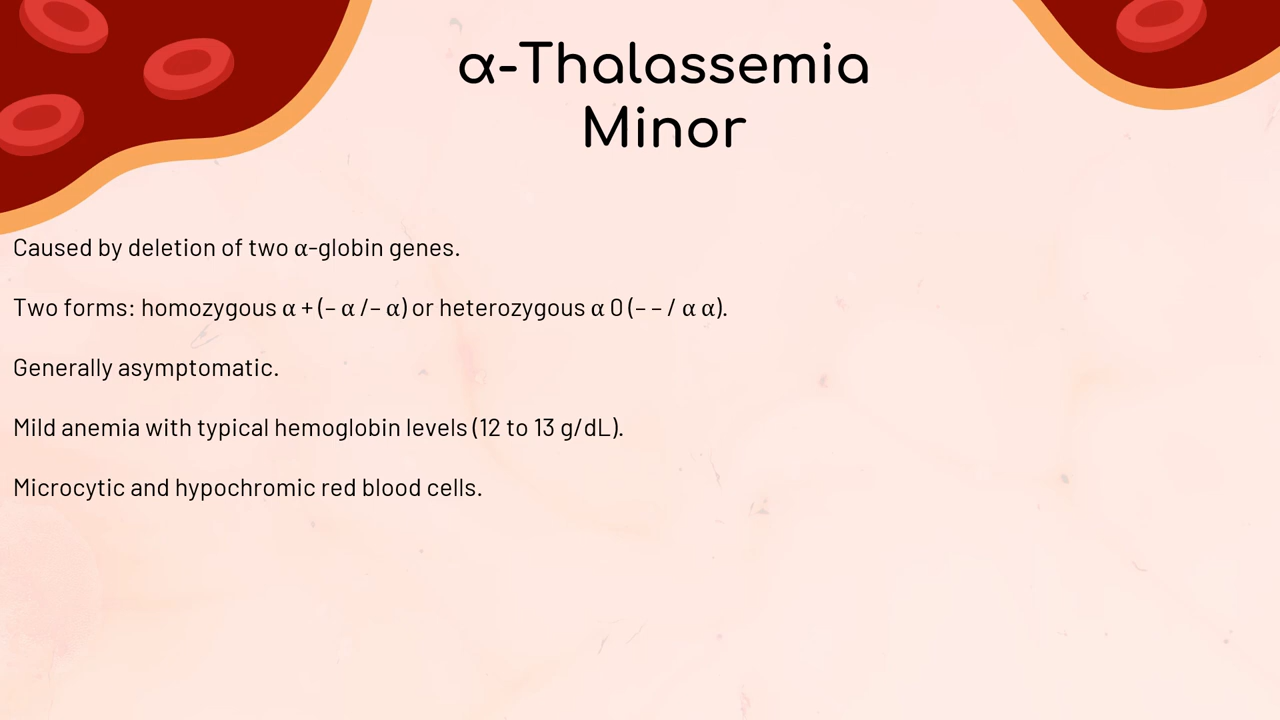 α-Thalassemia
Minor
Caused by deletion of two α-globin genes.
Two forms: homozygous α + (– α /– α) or heterozygous α 0 (– – / α α).
Generally asymptomatic.
Mild anemia with typical hemoglobin levels (12 to 13 g/dL).
Microcytic and hypochromic red blood cells.